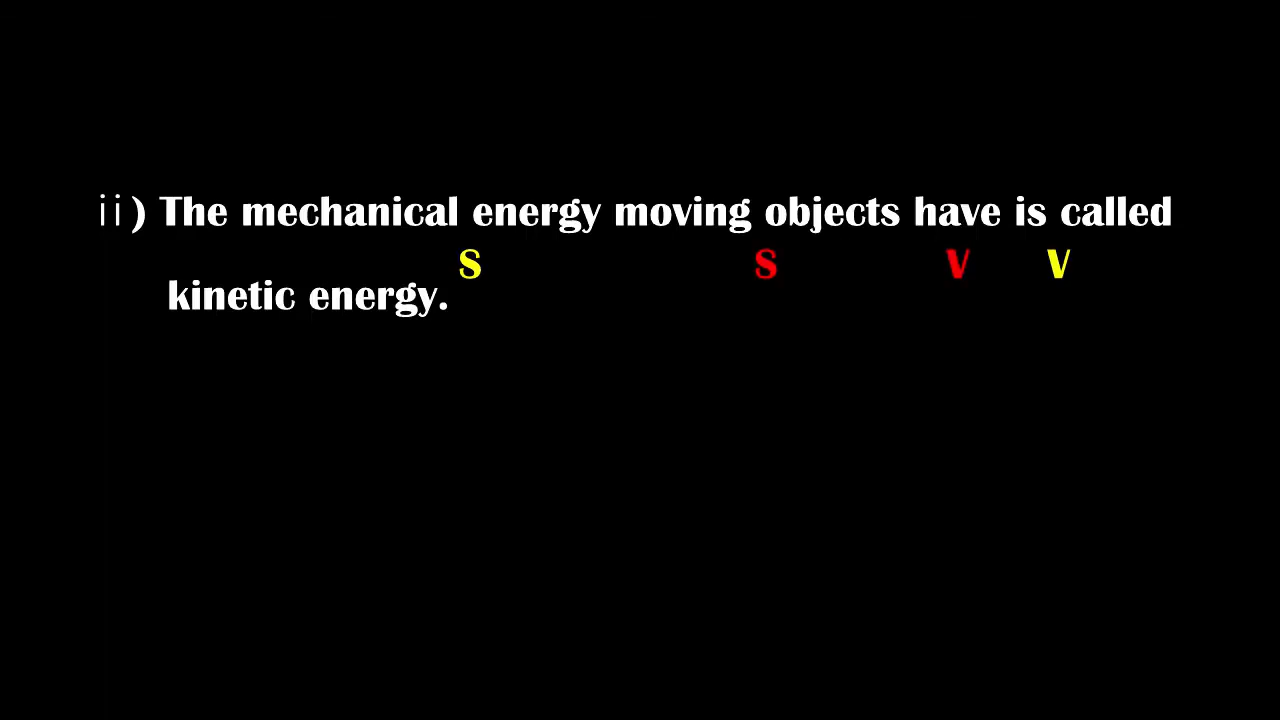 ii) The mechanical energy moving objects have is called
S S V V
kinetic energy.